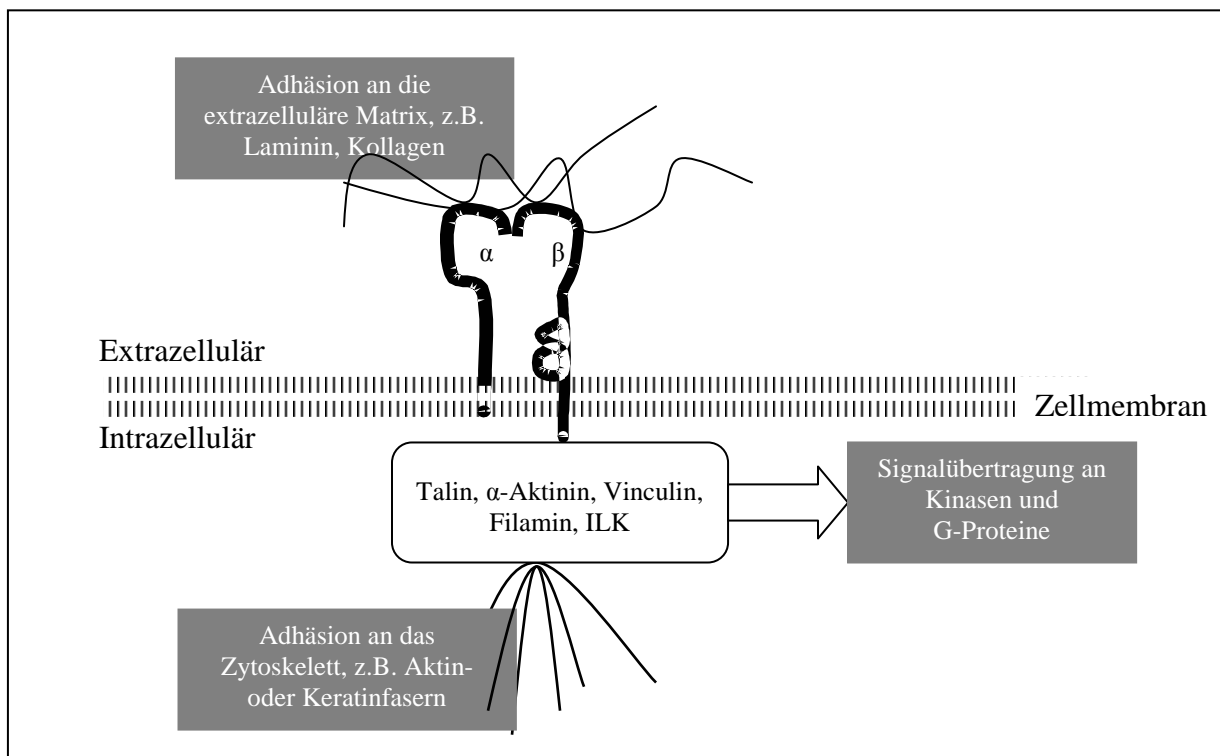 Adhäsion an die
extrazelluläre Matrix, z.B.
Laminin, Kollagen
α
β
Extrazellulär
Zellmembran
Intrazellulär
Talin, α-Aktinin, Vinculin,
Filamin, ILK
Signalübertragung an
Kinasen und
G-Proteine
Adhäsion an das
Zytoskelett, z.B. Aktin-
oder Keratinfasern